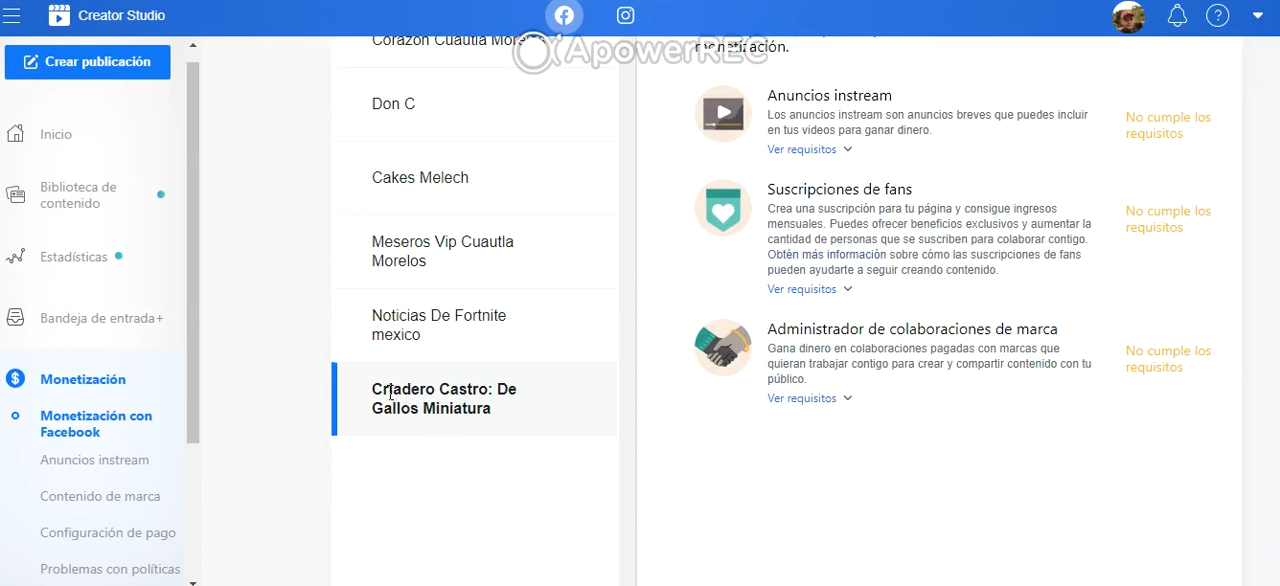 Creator Studio
Crear publicación
Inicio
Biblioteca de
contenido
Estadísticas
Bandeja de entrada+
Monetización
Monetización con
Facebook
Anuncios instream
Contenido de marca
Configuración de pago
Problemas con políticas
Corazon Cuautla Morelos
Don C
Cakes Melech
Meseros Vip Cuautla
Morelos
Noticias De Fortnite
mexico
Criadero Castro: De
Gallos Miniatura
ApowerREC
monetización.
Anuncios instream
Los anuncios instream son anuncios breves que puedes incluir
en tus videos para ganar dinero.
Ver requisitos
No cumple los
requisitos
Suscripciones de fans
Crea una suscripción para tu página y consigue ingresos
mensuales. Puedes ofrecer beneficios exclusivos y aumentar la
cantidad de personas que se suscriben para colaborar contigo.
Obtén más información sobre cómo las suscripciones de fans
pueden ayudarte a seguir creando contenido.
Ver requisitos
No cumple los
requisitos
Administrador de colaboraciones de marca
Gana dinero en colaboraciones pagadas con marcas que
quieran trabajar contigo para crear y compartir contenido con tu
público.
Ver requisitos
No cumple los
requisitos